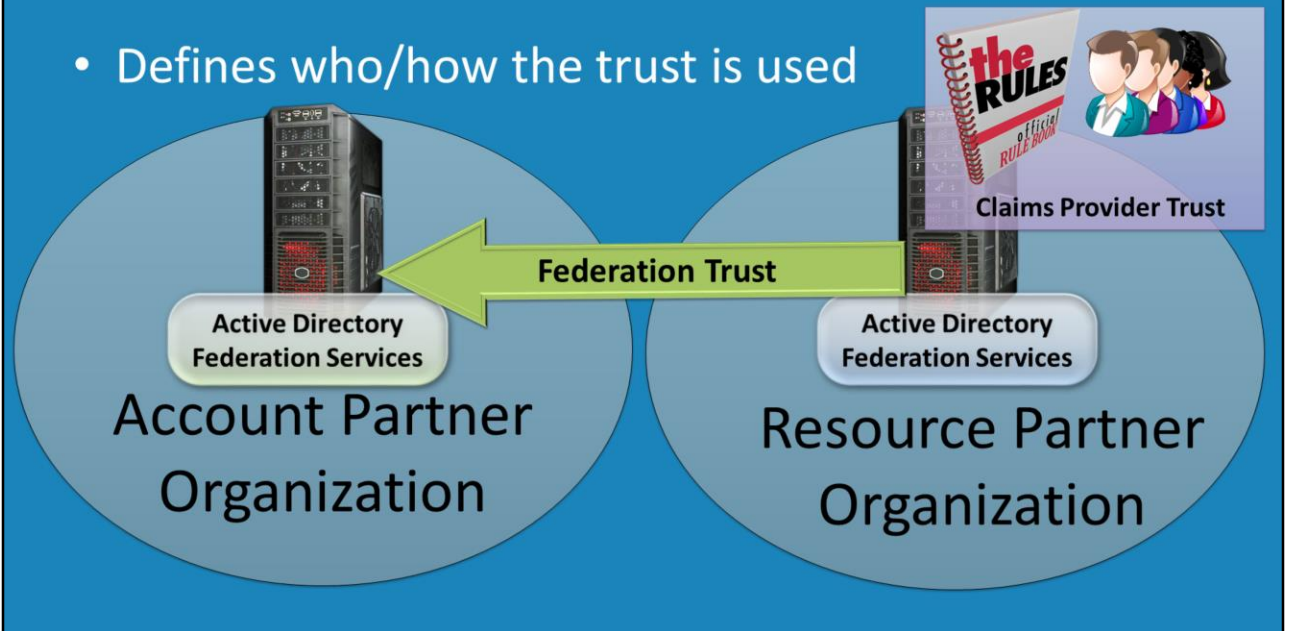 • Defines who/how the trust is used
the
RULES
official
RULE BOOK
Claims Provider Trust
Federation Trust
Active Directory
Federation Services
Active Directory
Federation Services
Account Partner
Organization
Resource Partner
Organization